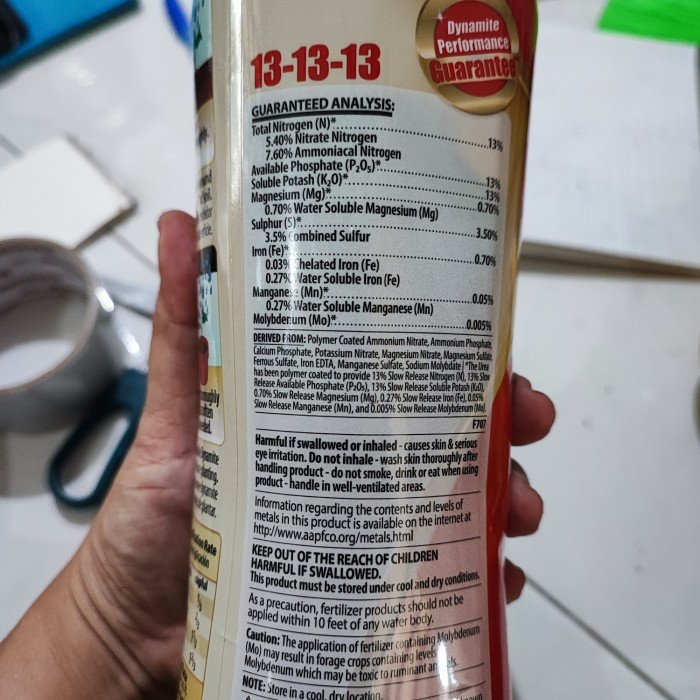 Dynamite
Performance
Guarantee
13-13-13
GUARANTEED ANALYSIS:
Total Nitrogen (N)*..............................13%
5.40% Nitrate Nitrogen
7.60% Ammoniacal Nitrogen
Available Phosphate (P₂O₅)*..............................13%
Soluble Potash (K₂O)*..............................13%
Magnesium (Mg)*..............................0.70%
0.70% Water Soluble Magnesium (Mg)
Sulphur (S)*..............................3.50%
3.5% Combined Sulfur
Iron (Fe)*..............................0.70%
0.03% Chelated Iron (Fe)
0.27% Water Soluble Iron (Fe)
Manganese (Mn)*..............................0.05%
0.27% Water Soluble Manganese (Mn)
Molybderum (Mo)*..............................0.005%
DERIVED FROM: Polymer Coated Ammonium Nitrate, Ammonium Phosphate,
Calcium Phosphate, Potassium Nitrate, Magnesium Nitrate, Magnesium Sulfate,
Ferrous Sulfate, Iron EDTA, Manganese Sulfate, Sodium Molybdate | *The Urea
has been polymer coated to provide 13% Slow Release Nitrogen (N), 13% Slow
Release Available Phosphate (P₂O₅), 13% Slow Release Soluble Potash (K₂O),
0.70% Slow Release Magnesium (Mg), 0.27% Slow Release Iron (Fe), 0.05%
Slow Release Manganese (Mn), and 0.005% Slow Release Molybdenum (Mo).
F707
Harmful if swallowed or inhaled - causes skin & serious
eye irritation. Do not inhale - wash skin thoroughly after
handling product - do not smoke, drink or eat when using
product - handle in well-ventilated areas.
Information regarding the contents and levels of
metals in this product is available on the internet at
http://www.aapfco.org/metals.html
KEEP OUT OF THE REACH OF CHILDREN
HARMFUL IF SWALLOWED.
This product must be stored under cool and dry conditions.
As a precaution, fertilizer products should not be
applied within 10 feet of any water body.
Caution: The application of fertilizer containing Molybdenum
(Mo) may result in forage crops containing levels
Molybdenum which may be toxic to ruminant
NOTE: Store in a cool, dry location.